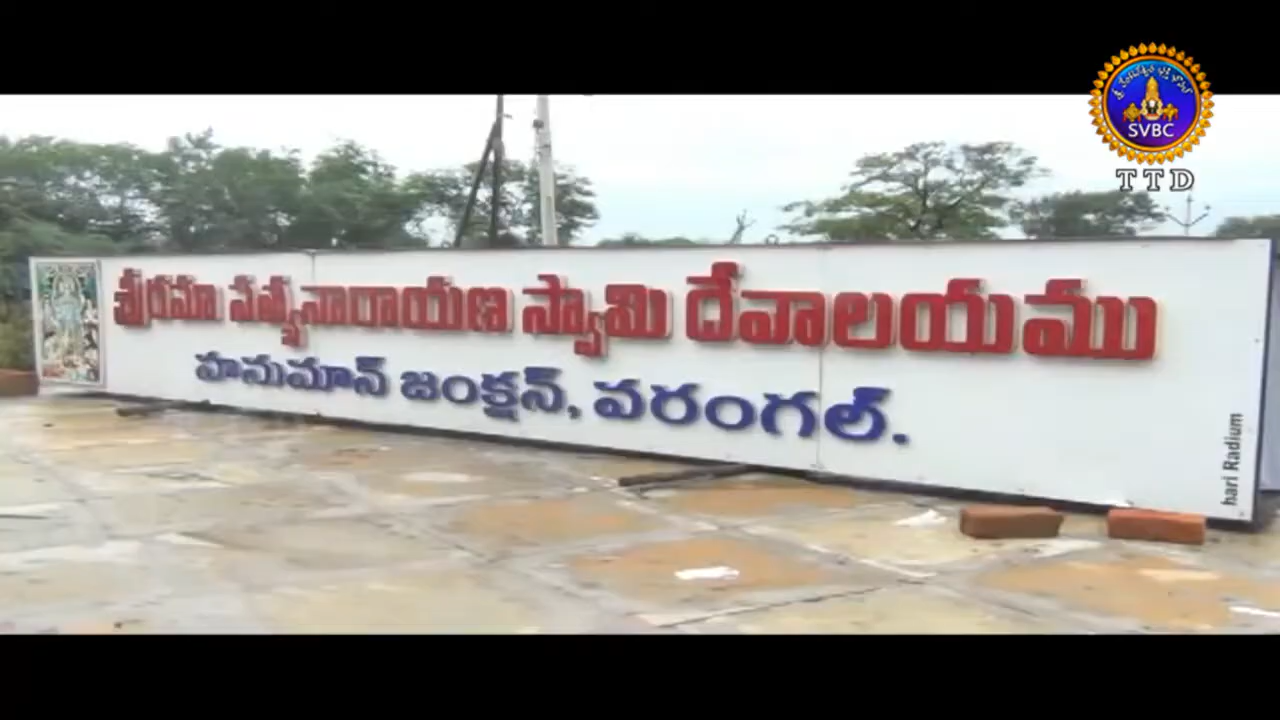 శ్రీరమా సత్యనారాయణ స్వామి దేవాలయము
హనుమాన్ జంక్షన్, వరంగల్.
hari Radium
SVBC
TTD